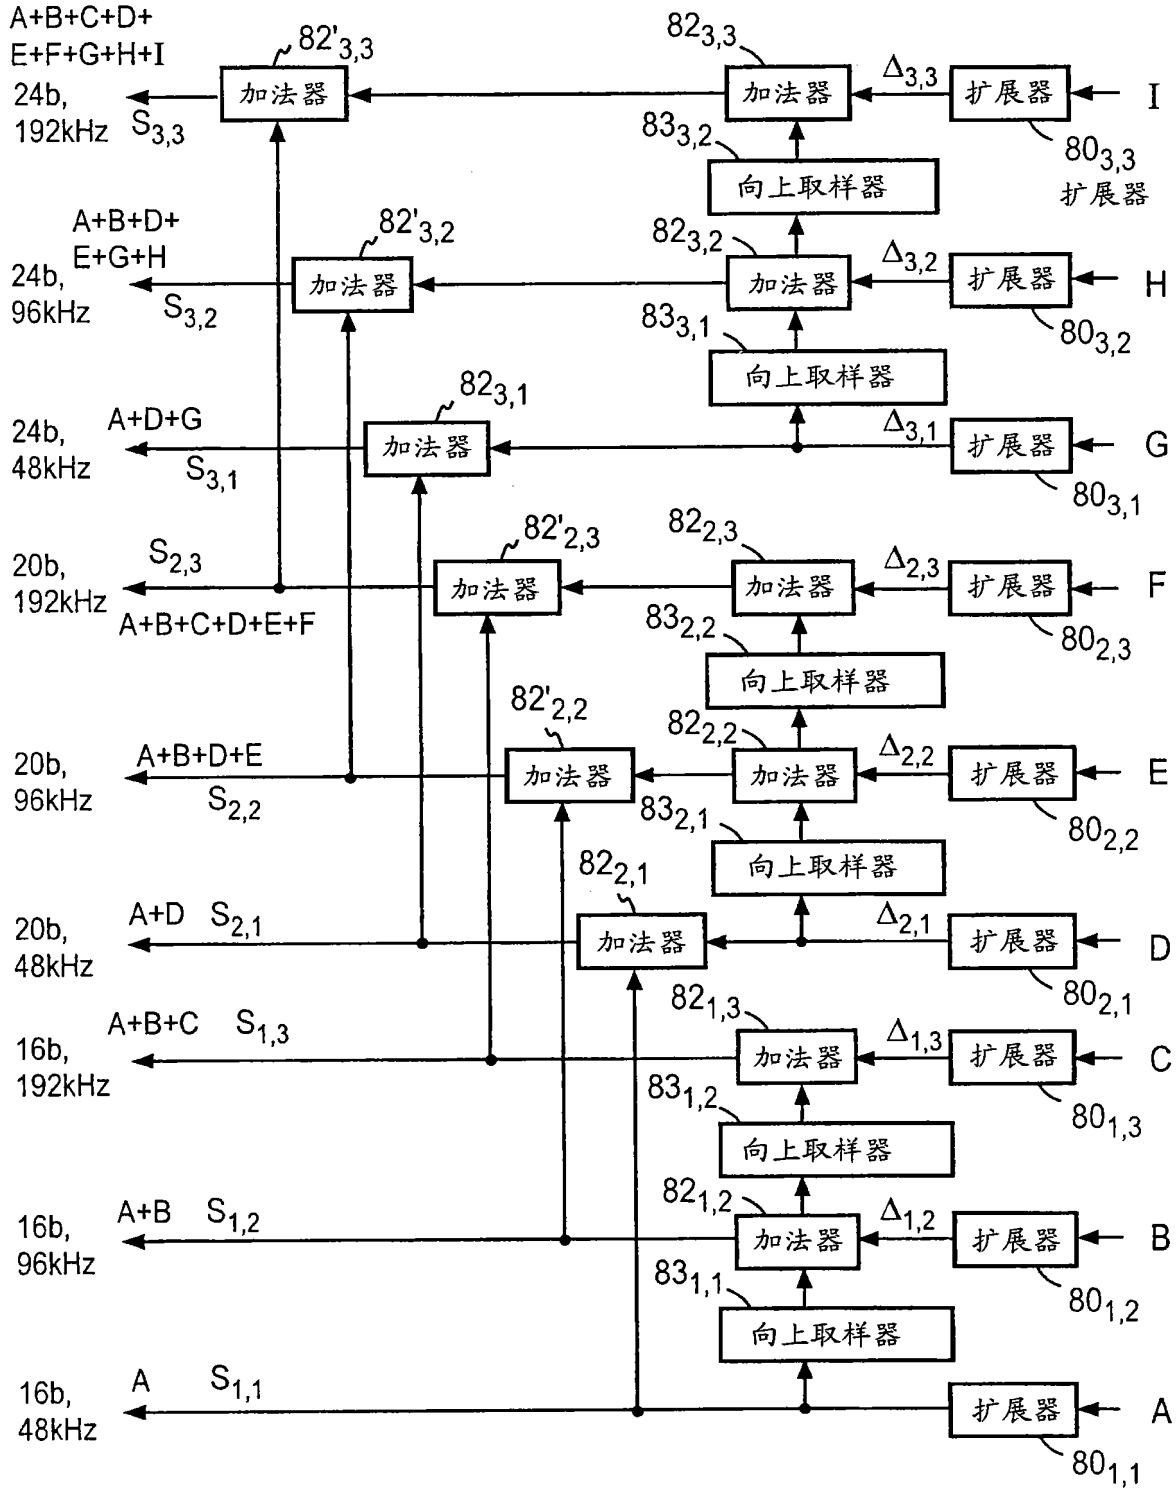 A+B+C+D+
E+F+G+H+I
24b,
192kHz
S3,3
82'3,3
加法器
823,3
加法器
Δ3,3
扩展器
I
803,3
扩展器
833,2
向上取样器
A+B+D+
E+G+H
24b,
96kHz
S3,2
82'3,2
加法器
823,2
加法器
Δ3,2
扩展器
H
803,2
833,1
向上取样器
24b,
48kHz
A+D+G
S3,1
823,1
加法器
Δ3,1
扩展器
G
803,1
20b,
192kHz
S2,3
A+B+C+D+E+F
82'2,3
加法器
822,3
加法器
Δ2,3
扩展器
F
802,3
832,2
向上取样器
20b,
96kHz
A+B+D+E
S2,2
82'2,2
加法器
822,2
加法器
Δ2,2
扩展器
E
802,2
832,1
向上取样器
20b,
48kHz
A+D
S2,1
822,1
加法器
Δ2,1
扩展器
D
802,1
16b,
192kHz
A+B+C
S1,3
821,3
加法器
Δ1,3
扩展器
C
801,3
831,2
向上取样器
16b,
96kHz
A+B
S1,2
821,2
加法器
Δ1,2
扩展器
B
801,2
831,1
向上取样器
16b,
48kHz
A
S1,1
扩展器
A
801,1